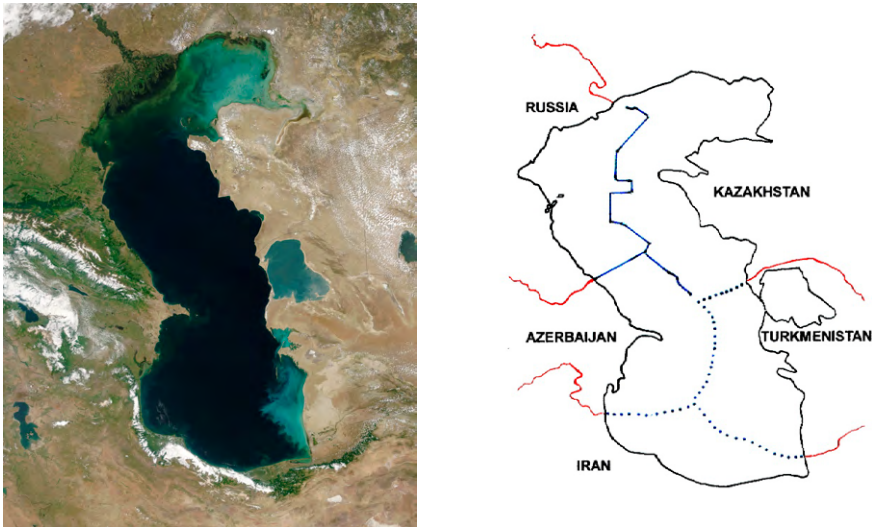 RUSSIA
KAZAKHSTAN
AZERBAIJAN
TURKMENISTAN
IRAN